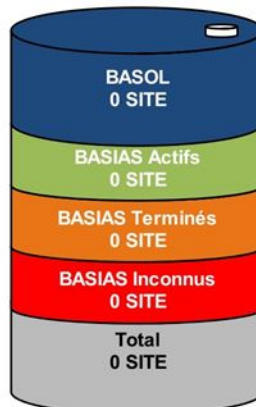 BASOL
0 SITE
BASIAS Actifs
0 SITE
BASIAS Terminés
0 SITE
BASIAS Inconnus
0 SITE
Total
0 SITE